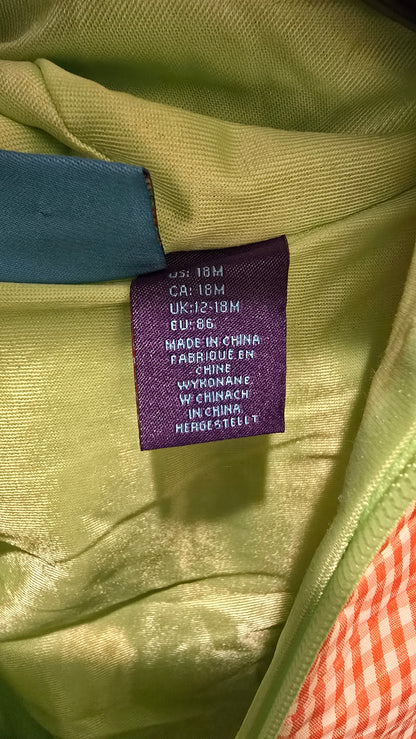 US: 18M
CA: 18M
UK:12-18M
EU: 86
MADE IN CHINA
FABRIQUÉ EN
CHINE
WYKONANE
W CHINACH
IN CHINA
HERGESTELLT